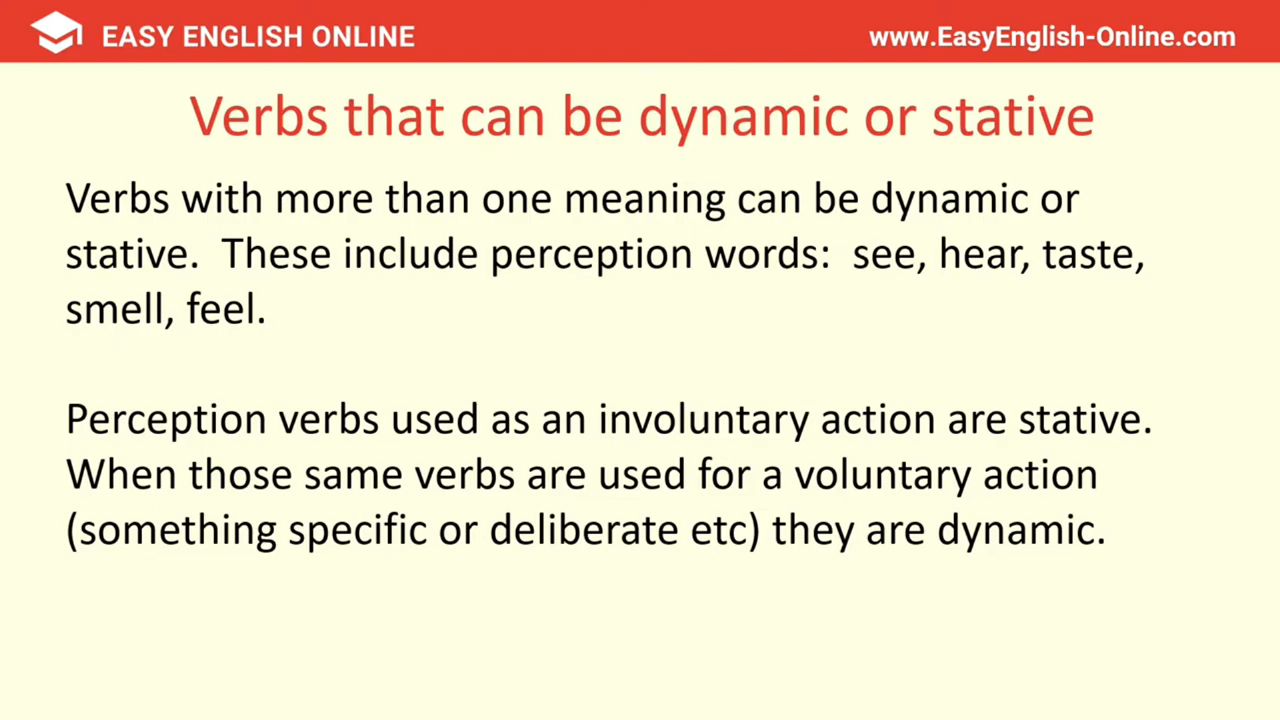 EASY ENGLISH ONLINE
www.EasyEnglish-Online.com
Verbs that can be dynamic or stative
Verbs with more than one meaning can be dynamic or
stative.  These include perception words:  see, hear, taste,
smell, feel.
Perception verbs used as an involuntary action are stative.
When those same verbs are used for a voluntary action
(something specific or deliberate etc) they are dynamic.